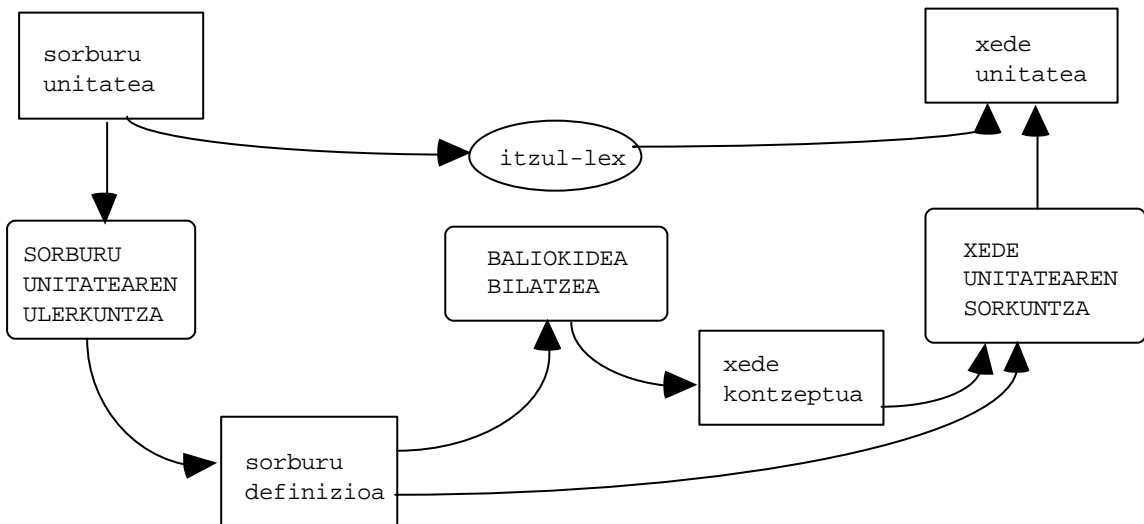 sorburu
unitatea
xede
unitatea
itzul-lex
SORBURU
UNITATEAREN
ULERKUNTZA
BALIOKIDEA
BILATZEA
XEDE
UNITATEAREN
SORKUNTZA
xede
kontzeptua
sorburu
definizioa